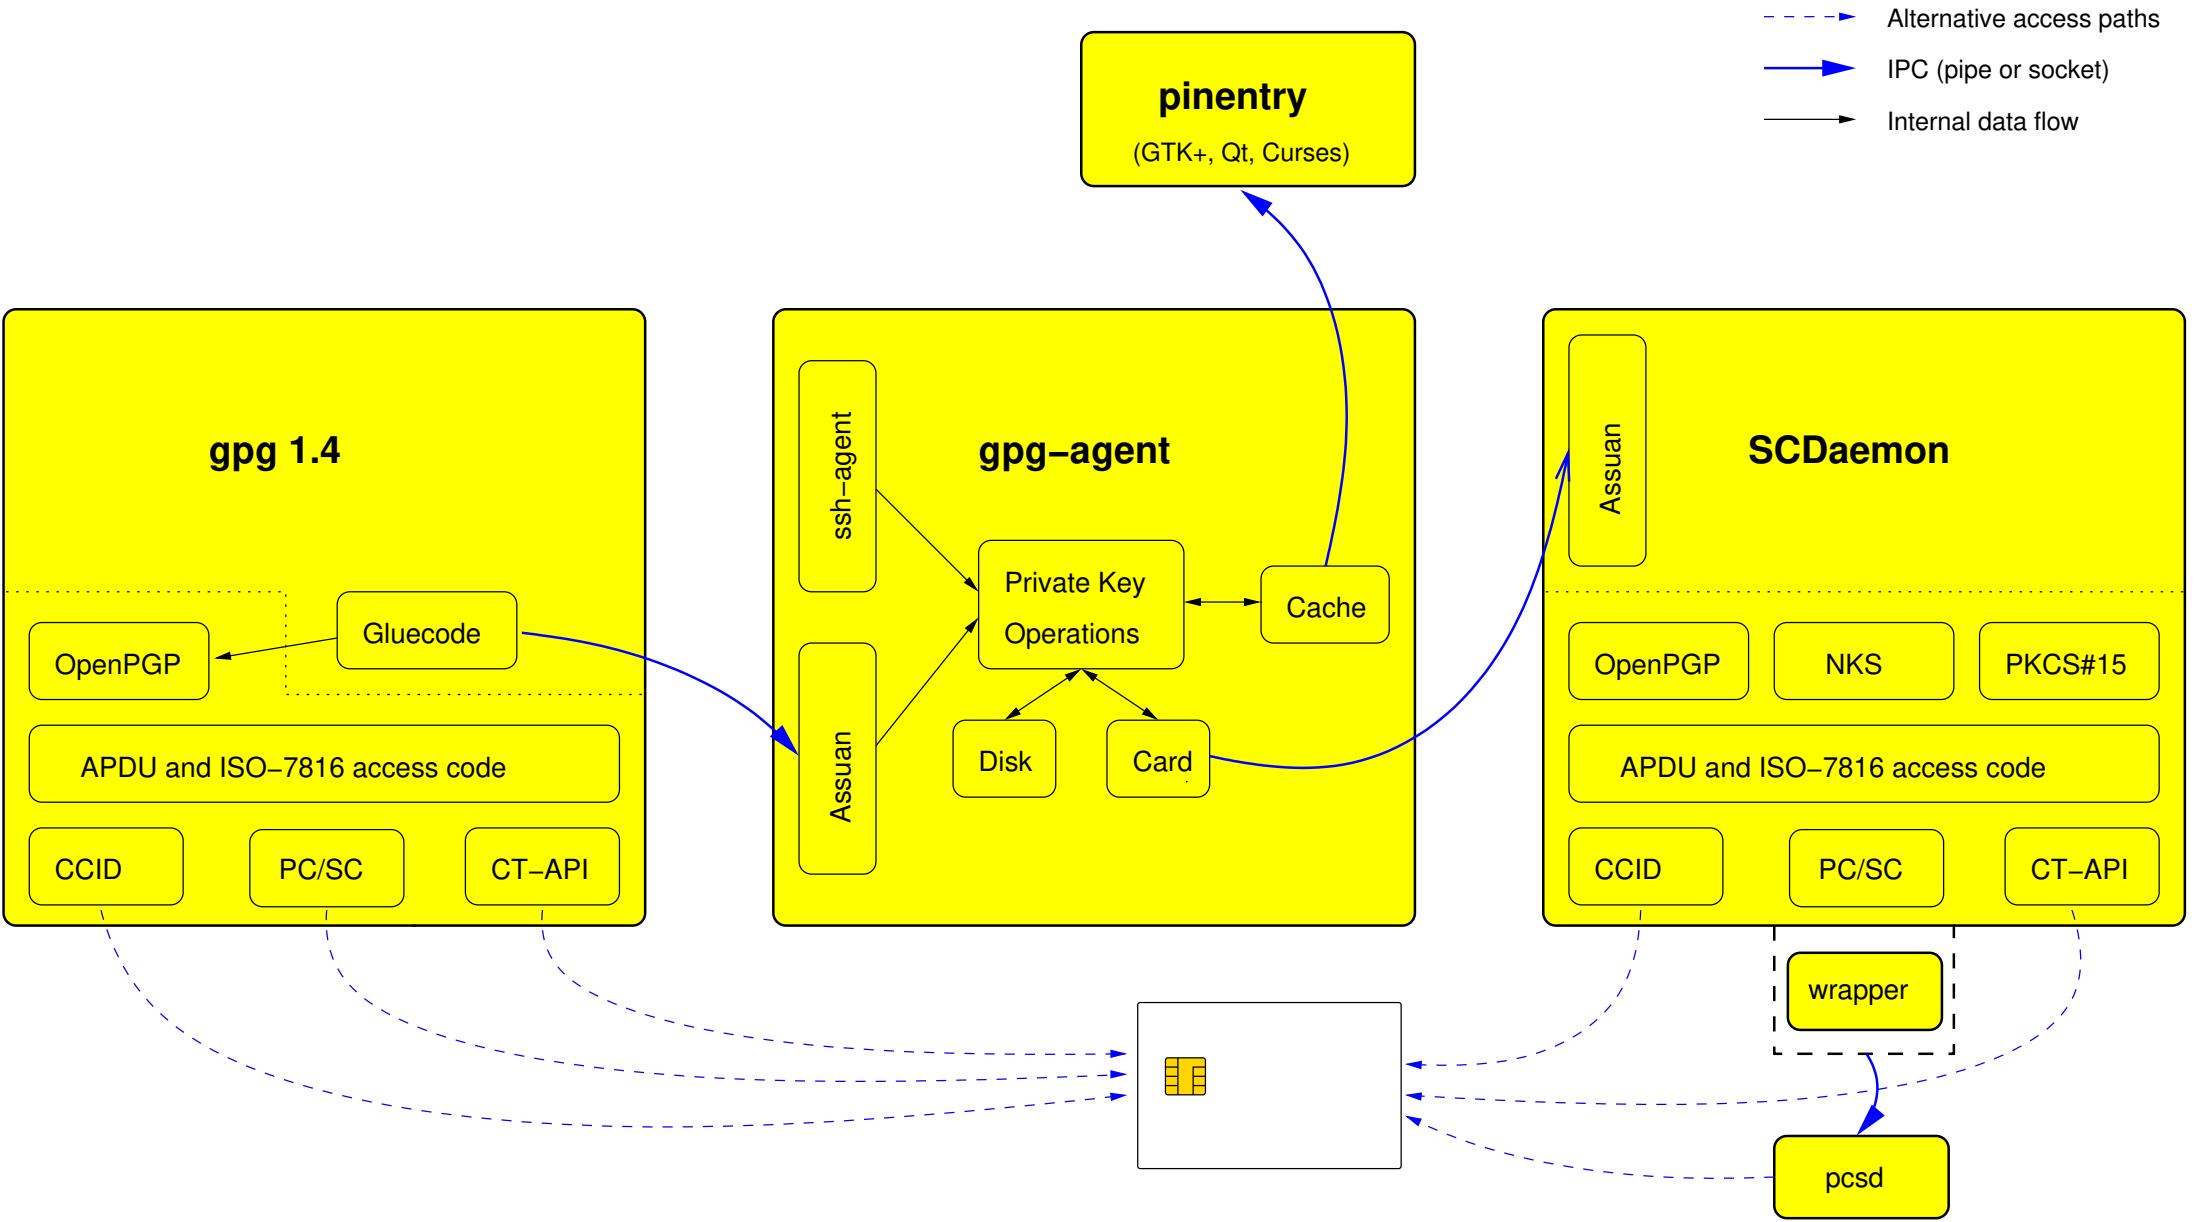 Alternative access paths
IPC (pipe or socket)
Internal data flow
pinentry
(GTK+, Qt, Curses)
gpg 1.4
Gluecode
OpenPGP
APDU and ISO−7816 access code
CCID
PC/SC
CT−API
gpg−agent
ssh−agent
Assuan
Private Key
Operations
Cache
Disk
Card
SCDaemon
Assuan
OpenPGP
NKS
PKCS#15
APDU and ISO−7816 access code
CCID
PC/SC
CT−API
wrapper
pcsd